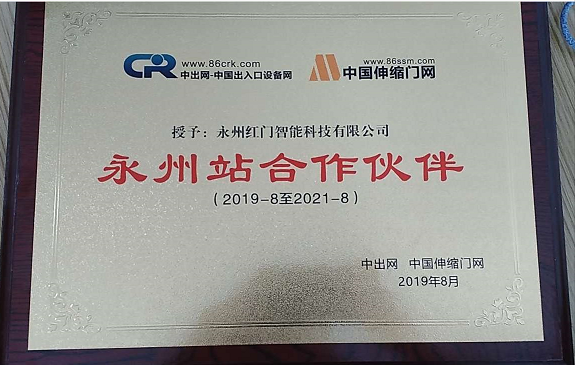 CR www.86crk.com
中出网-中国出入口设备网
www.86ssm.com
中国伸缩门网
授予：永州红门智能科技有限公司
永州站合作伙伴
（2019-8至2021-8）
中出网 中国伸缩门网
2019年8月